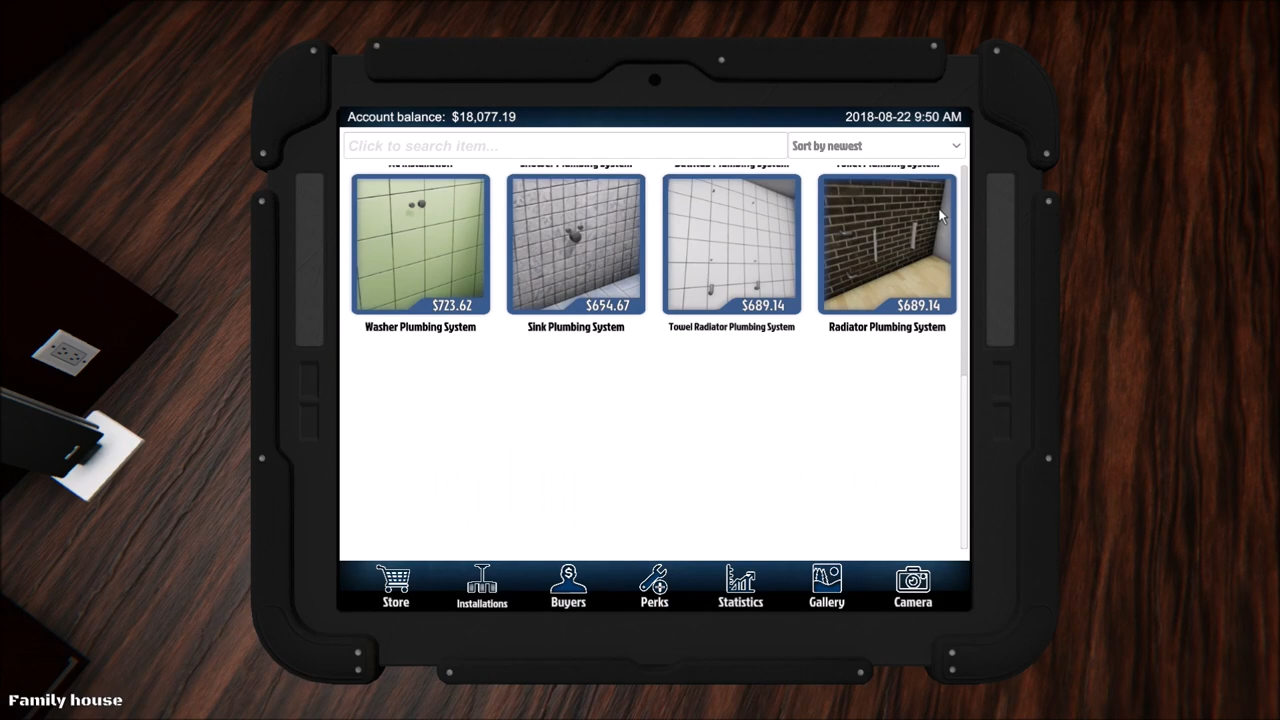 Account balance: $18,077.19
2018-08-22 9:50 AM
Click to search item...
Sort by newest
$723.62
$654.67
$689.14
$689.14
Washer Plumbing System
Sink Plumbing System
Towel Radiator Plumbing System
Radiator Plumbing System
Store
Installations
Buyers
Perks
Statistics
Gallery
Camera
Family house